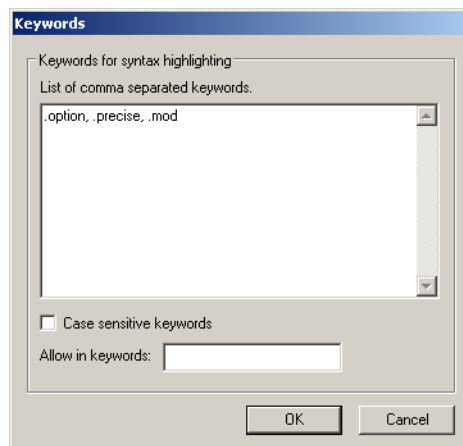 Keywords
Keywords for syntax highlighting
List of comma separated keywords.
.option, .precise, .mod
Case sensitive keywords
Allow in keywords:
OK Cancel